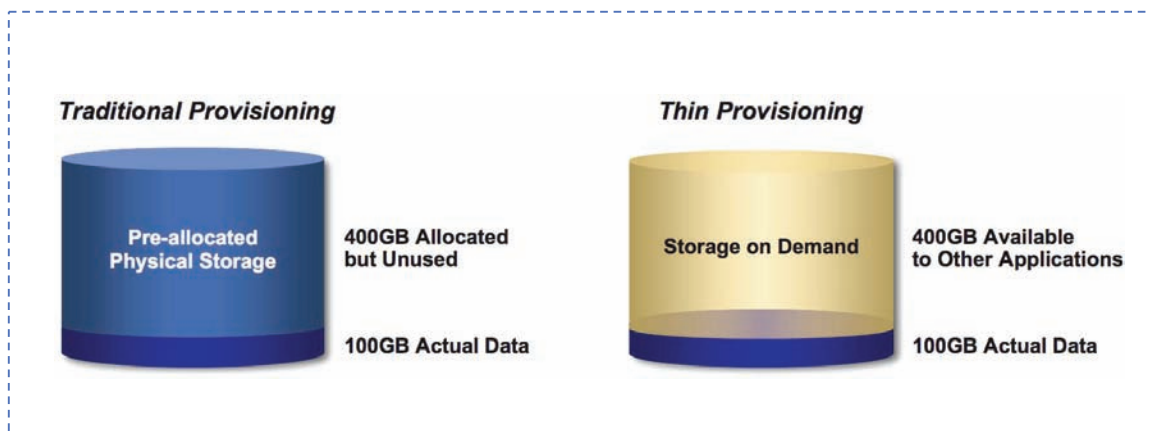 Traditional Provisioning
Pre-allocated
Physical Storage
400GB Allocated
but Unused
100GB Actual Data
Thin Provisioning
Storage on Demand
400GB Available
to Other Applications
100GB Actual Data